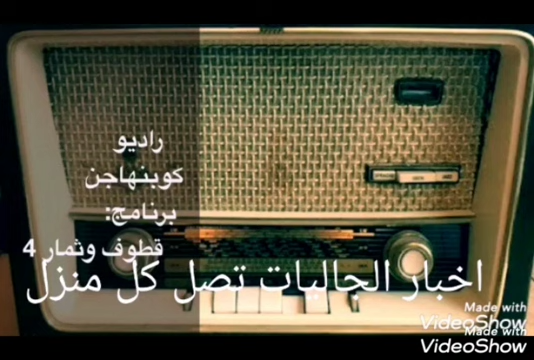 راديو
كوبنهاجن
برنامج:
قطوف وثمار 4
اخبار الجاليات تصل كل منزل
Made with
VideoShow
Made with
VideoShow